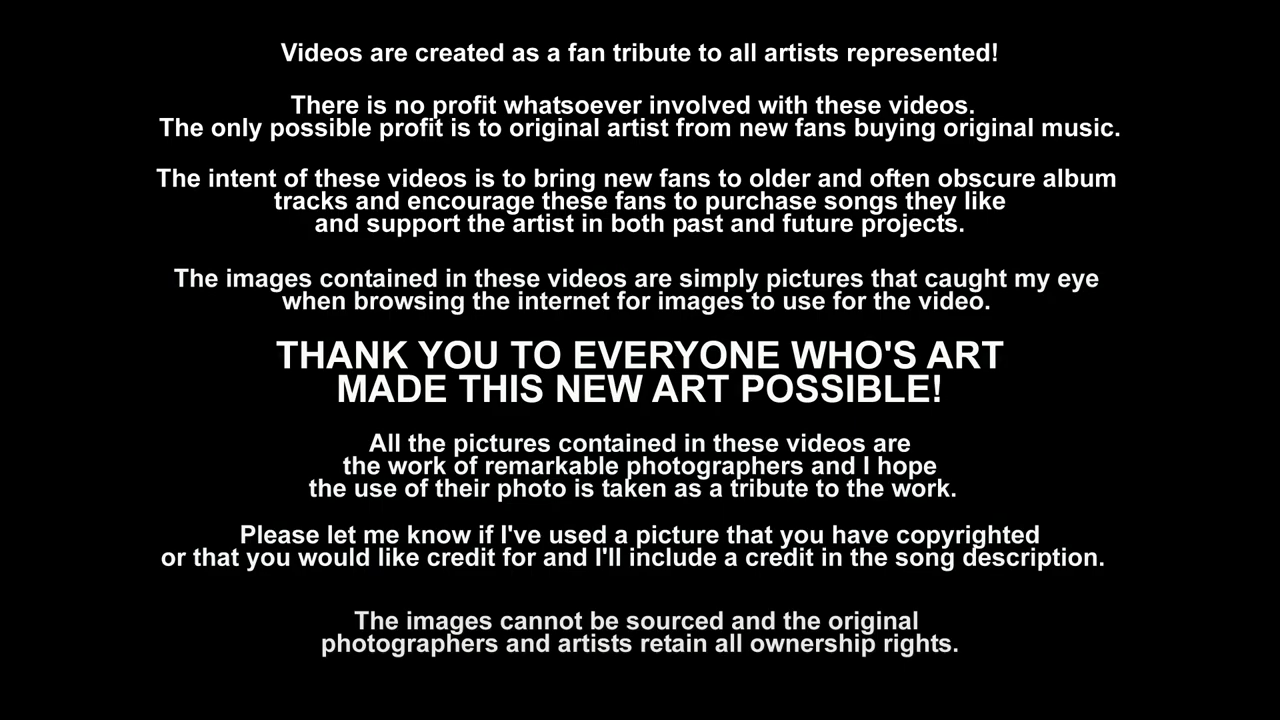 Videos are created as a fan tribute to all artists represented!
There is no profit whatsoever involved with these videos.
The only possible profit is to original artist from new fans buying original music.
The intent of these videos is to bring new fans to older and often obscure album
tracks and encourage these fans to purchase songs they like
and support the artist in both past and future projects.
The images contained in these videos are simply pictures that caught my eye
when browsing the internet for images to use for the video.
THANK YOU TO EVERYONE WHO'S ART
MADE THIS NEW ART POSSIBLE!
All the pictures contained in these videos are
the work of remarkable photographers and I hope
the use of their photo is taken as a tribute to the work.
Please let me know if I've used a picture that you have copyrighted
or that you would like credit for and I'll include a credit in the song description.
The images cannot be sourced and the original
photographers and artists retain all ownership rights.